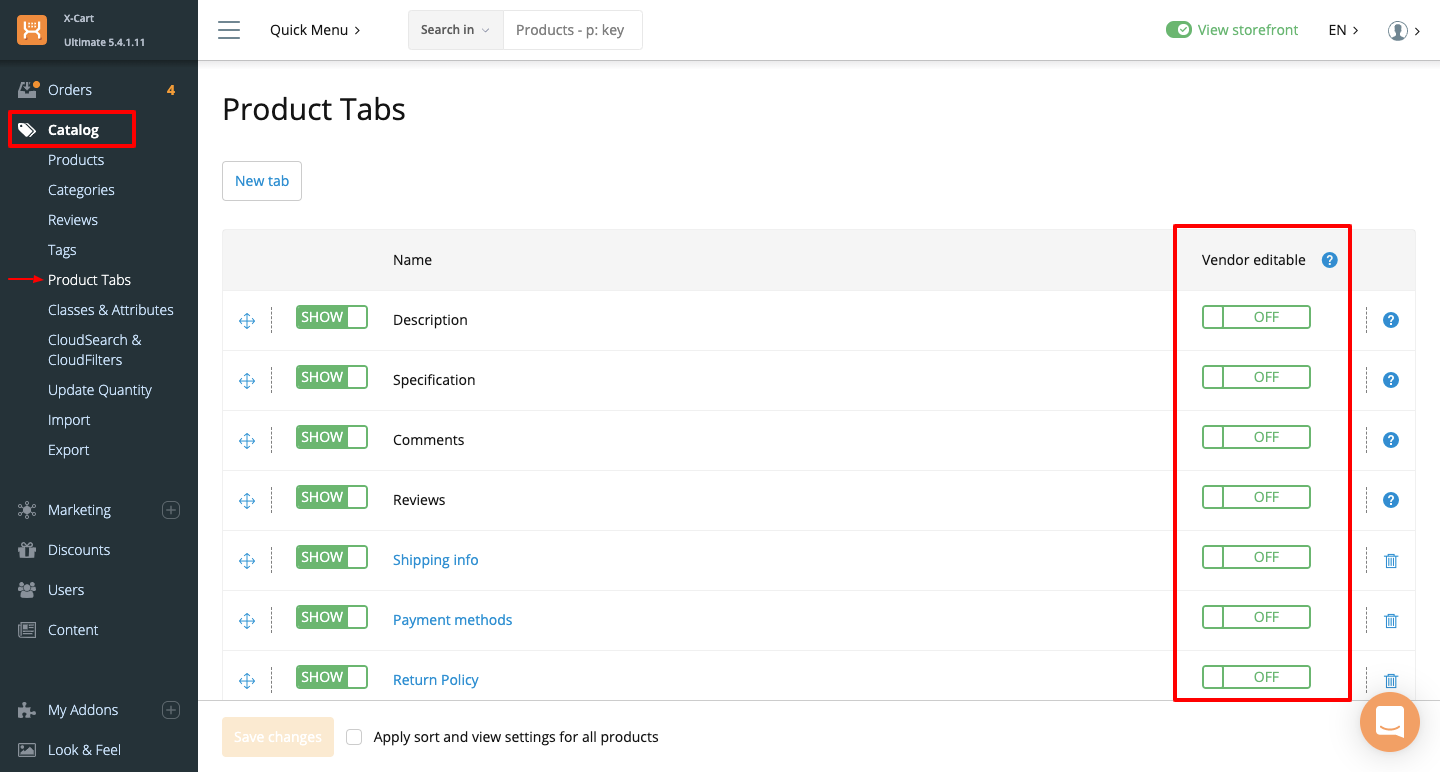 X-Cart
Ultimate 5.4.1.11
Quick Menu
Search in
Products - p: key
View storefront
EN
Orders 4
Catalog
Products
Categories
Reviews
Tags
Product Tabs
Classes & Attributes
CloudSearch &
CloudFilters
Update Quantity
Import
Export
Marketing
Discounts
Users
Content
My Addons
Look & Feel
Product Tabs
New tab
Name Vendor editable ?
SHOW Description OFF ?
SHOW Specification OFF ?
SHOW Comments OFF ?
SHOW Reviews OFF ?
SHOW Shipping info OFF
SHOW Payment methods OFF
SHOW Return Policy OFF
Save changes Apply sort and view settings for all products